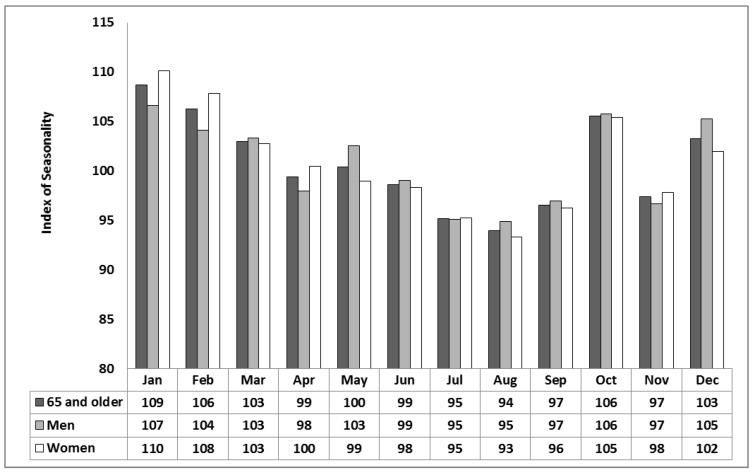 115
110
105
100
95
90
85
80
Index of Seasonality
Jan Feb Mar Apr May Jun Jul Aug Sep Oct Nov Dec
65 and older 109 106 103 99 100 99 95 94 97 106 97 103
Men 107 104 103 98 103 99 95 95 97 106 97 105
Women 110 108 103 100 99 98 95 93 96 105 98 102